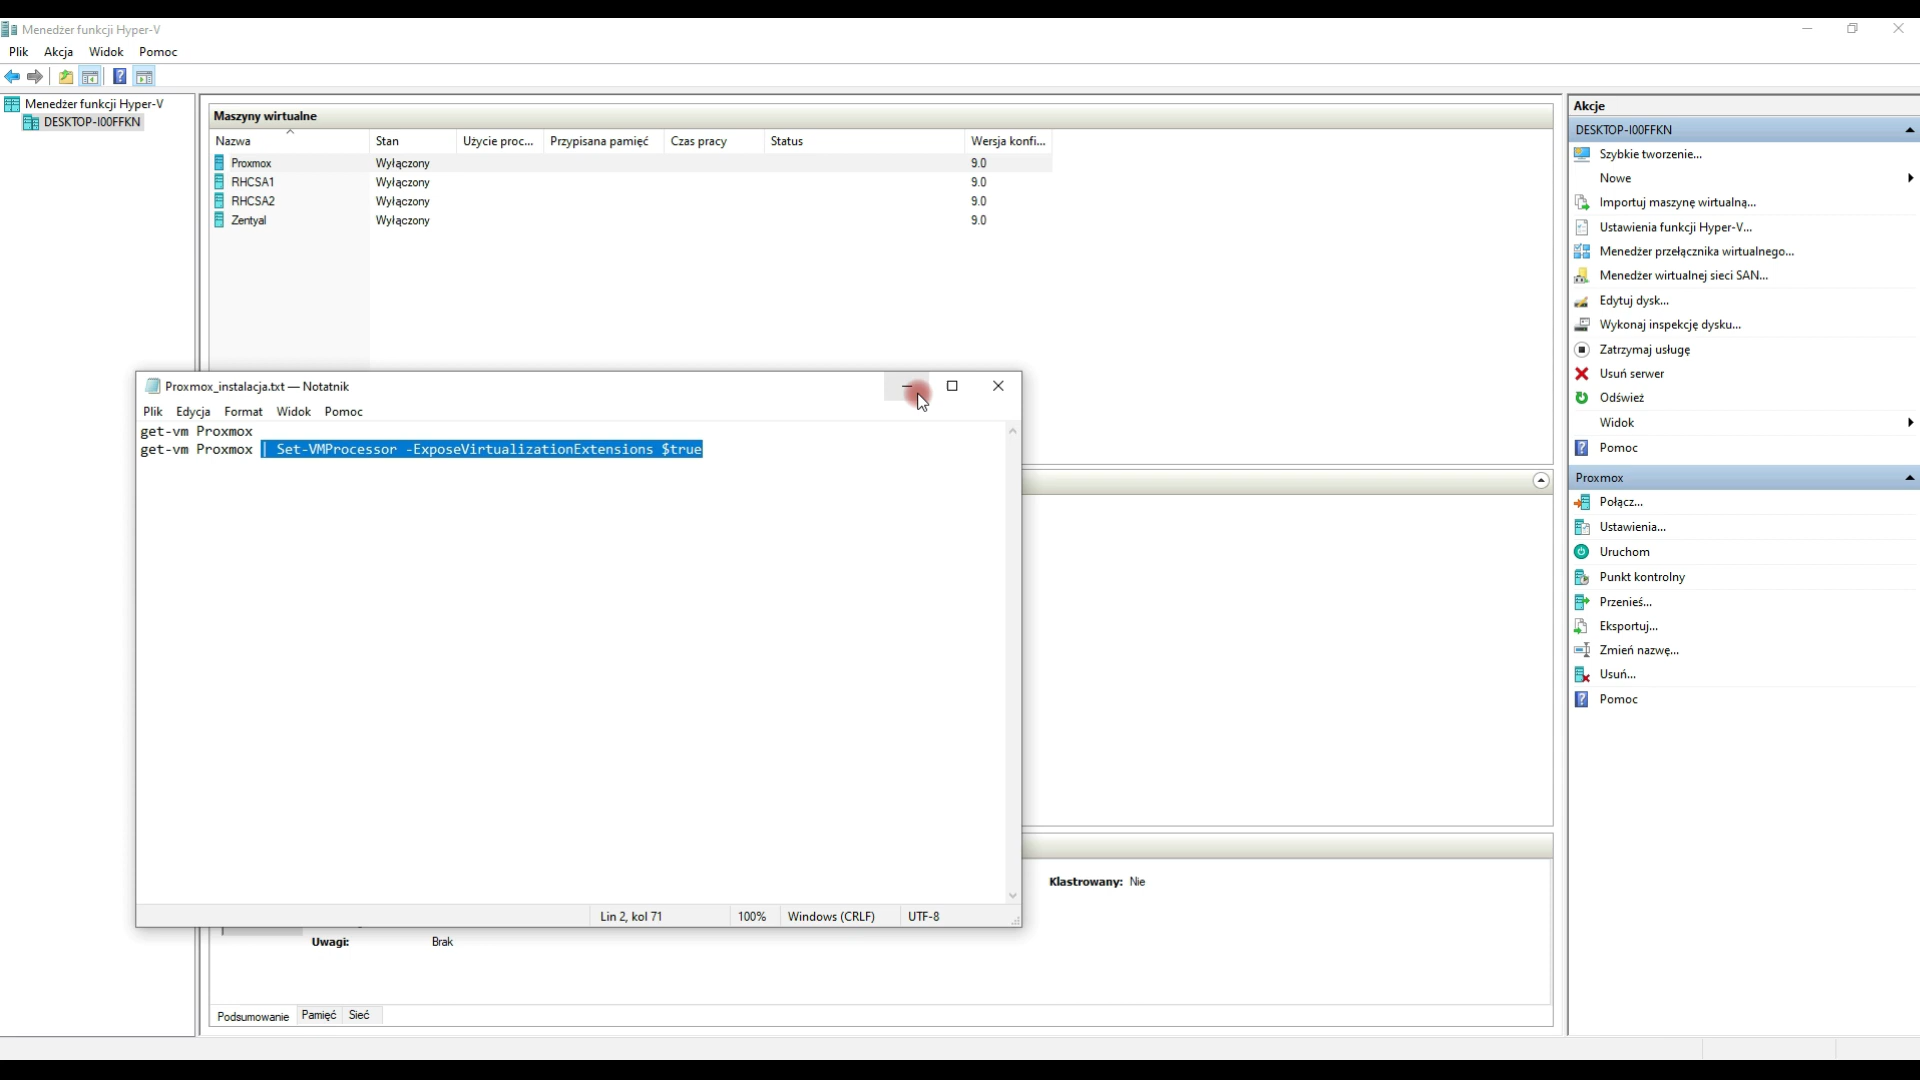 Menedżer funkcji Hyper-V
Plik Akcja Widok Pomoc
Menedżer funkcji Hyper-V
DESKTOP-I00FFKN
Maszyny wirtualne
Nazwa Stan Użycie proc... Przypisana pamięć Czas pracy Status Wersja konfi...
Proxmox Wyłączony 9.0
RHCSA1 Wyłączony 9.0
RHCSA2 Wyłączony 9.0
Zentyal Wyłączony 9.0
Proxmox_instalacja.txt — Notatnik
Plik Edycja Format Widok Pomoc
get-vm Proxmox
get-vm Proxmox | Set-VMProcessor -ExposeVirtualizationExtensions $true
Lin 2, kol 71 100% Windows (CRLF) UTF-8
Klastrowany: Nie
Uwagi: Brak
Podsumowanie Pamięć Sieć
Akcje
DESKTOP-I00FFKN
Szybkie tworzenie...
Nowe
Importuj maszynę wirtualną...
Ustawienia funkcji Hyper-V...
Menedżer przełącznika wirtualnego...
Menedżer wirtualnej sieci SAN...
Edytuj dysk...
Wykonaj inspekcję dysku...
Zatrzymaj usługę
Usuń serwer
Odśwież
Widok
Pomoc
Proxmox
Połącz...
Ustawienia...
Uruchom
Punkt kontrolny
Przenieś...
Eksportuj...
Zmień nazwę...
Usuń...
Pomoc